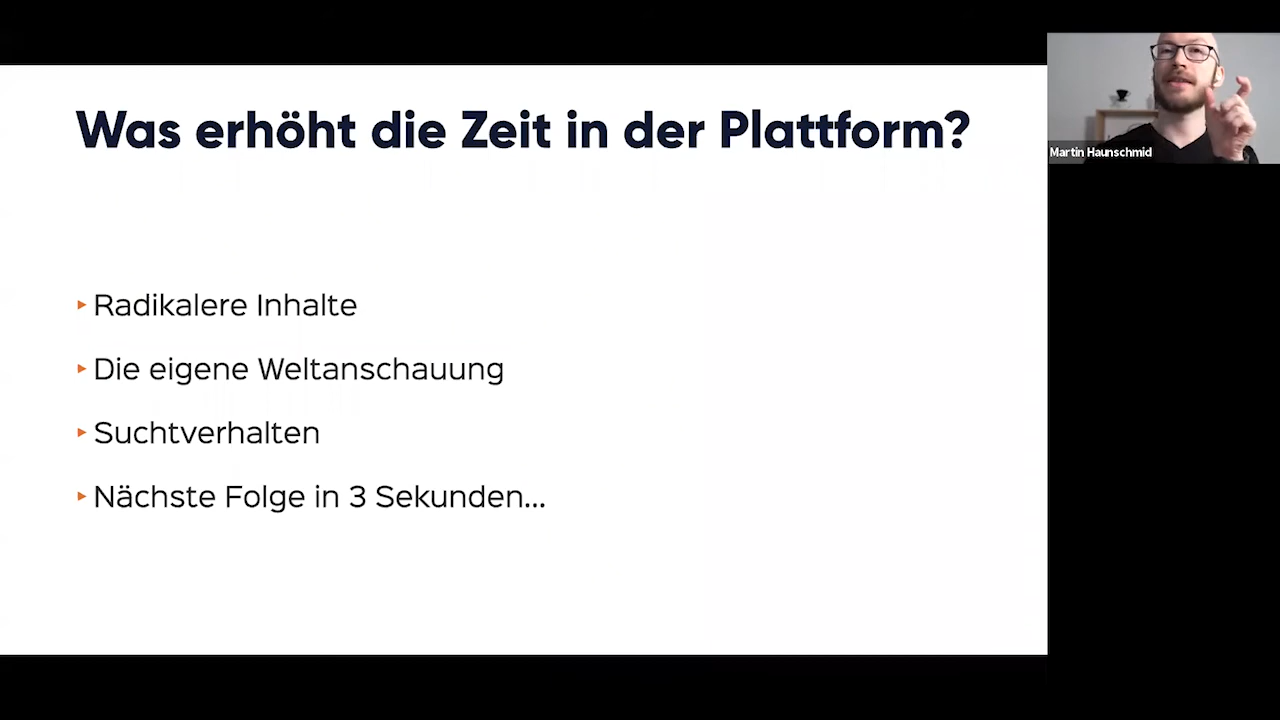 Was erhöht die Zeit in der Plattform?
Martin Haunschmid
Radikalere Inhalte
Die eigene Weltanschauung
Suchtverhalten
Nächste Folge in 3 Sekunden...